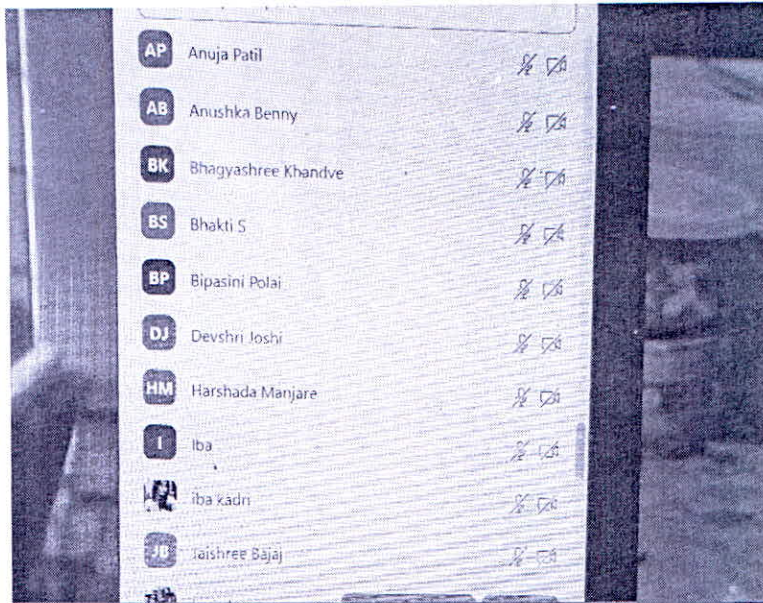 AP Anuja Patil
AB Anushka Benny
BK Bhagyashree Khandve
BS Bhakti S
BP Bipasini Polai
DJ Devshri Joshi
HM Harshada Manjare
I Iba
iba kadri
JB Jaishree Bajaj